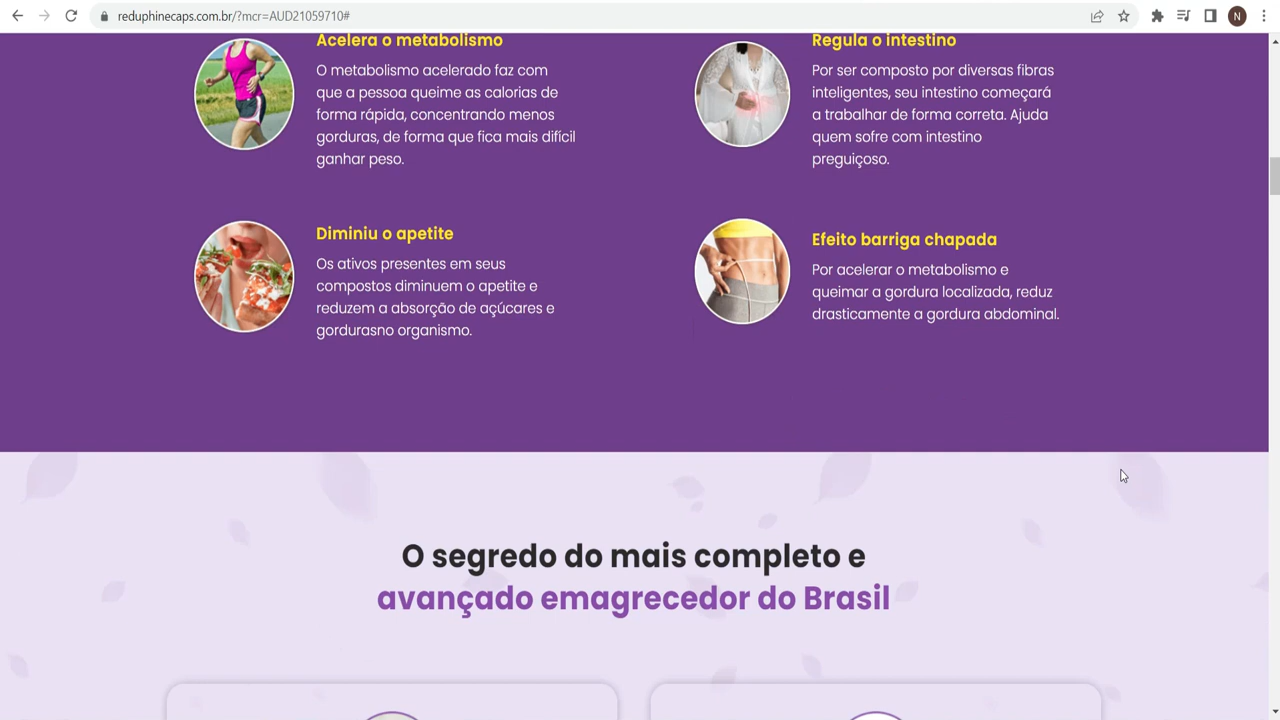 reduphinecaps.com.br/?mcr=AUD21059710#
N
Acelera o metabolismo
O metabolismo acelerado faz com
que a pessoa queime as calorias de
forma rápida, concentrando menos
gorduras, de forma que fica mais difícil
ganhar peso.
Regula o intestino
Por ser composto por diversas fibras
inteligentes, seu intestino começará
a trabalhar de forma correta. Ajuda
quem sofre com intestino
preguiçoso.
Diminiu o apetite
Os ativos presentes em seus
compostos diminuem o apetite e
reduzem a absorção de açúcares e
gordurasno organismo.
Efeito barriga chapada
Por acelerar o metabolismo e
queimar a gordura localizada, reduz
drasticamente a gordura abdominal.
O segredo do mais completo e
avançado emagrecedor do Brasil